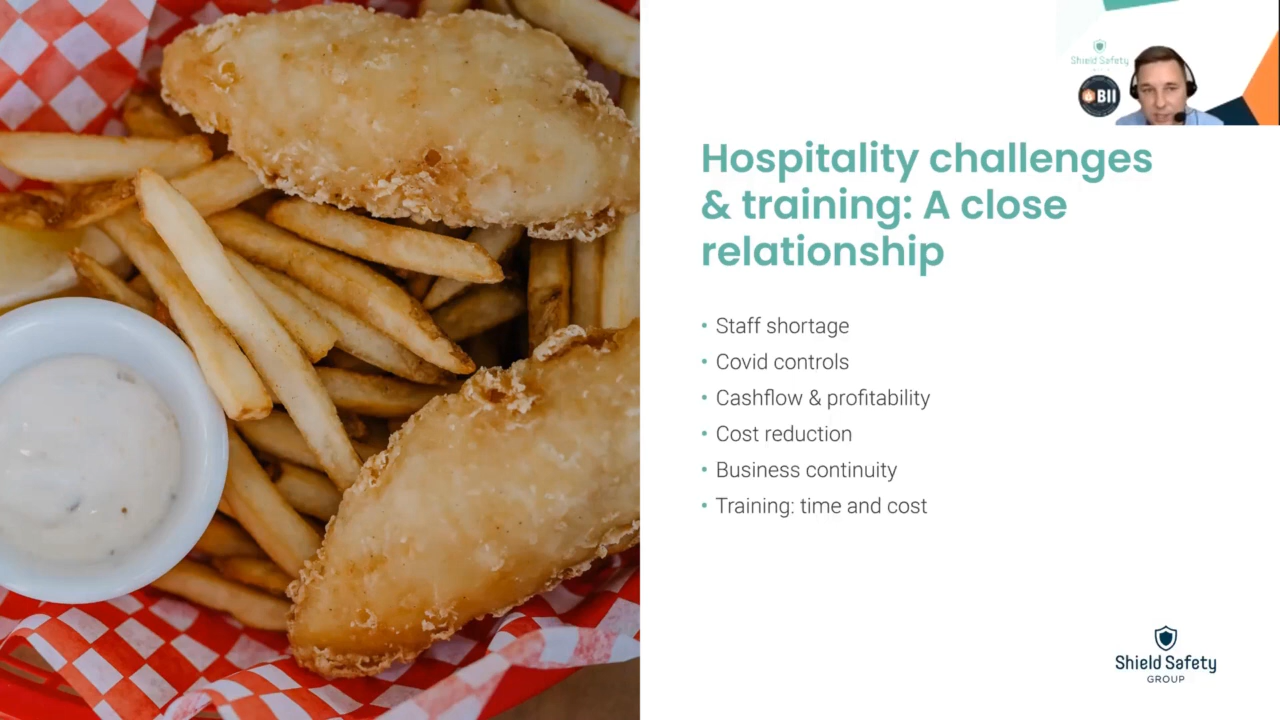 Shield Safety
BII
Hospitality challenges
& training: A close
relationship
• Staff shortage
• Covid controls
• Cashflow & profitability
• Cost reduction
• Business continuity
• Training: time and cost
Shield Safety
GROUP